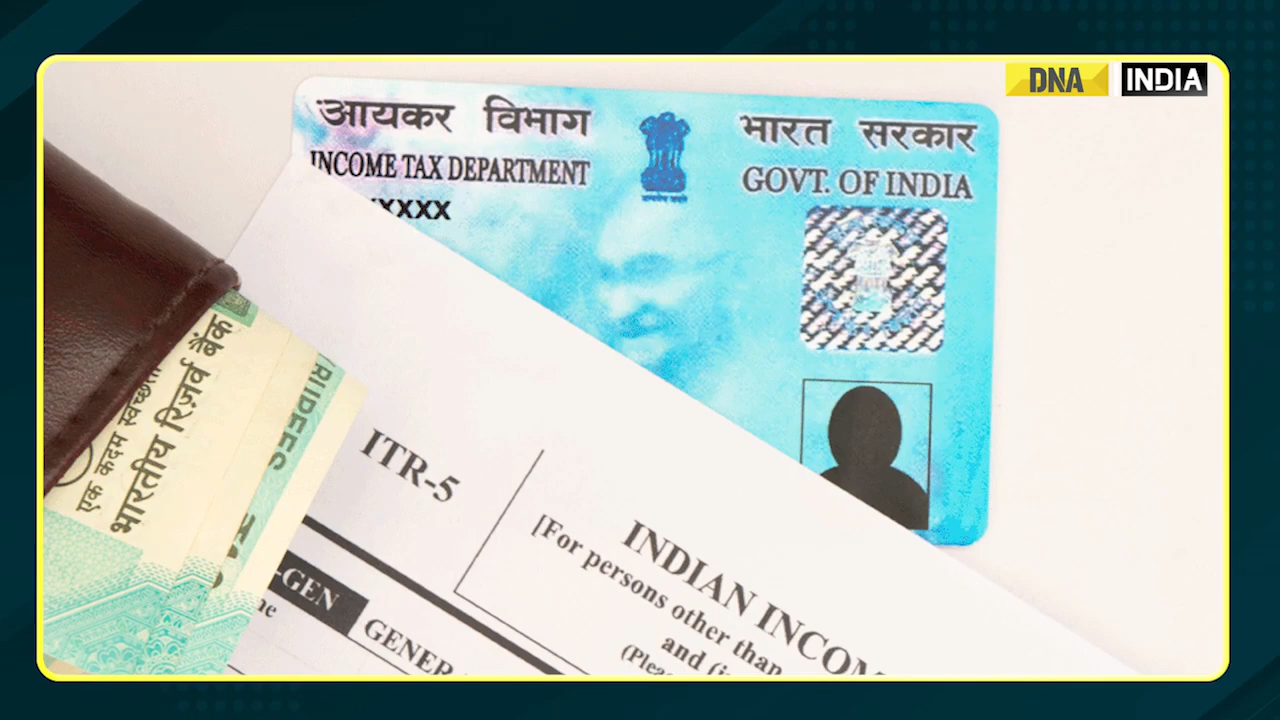 DNA INDIA
आयकर विभाग
भारत सरकार
INCOME TAX DEPARTMENT
GOVT. OF INDIA
XXXX
एक कदम स्वच्छता
भारतीय रिज़र्व बैंक
RUPEES
ITR-5
INDIAN INCOM
[For persons other than
and (i
(Plea
-GEN
GENER